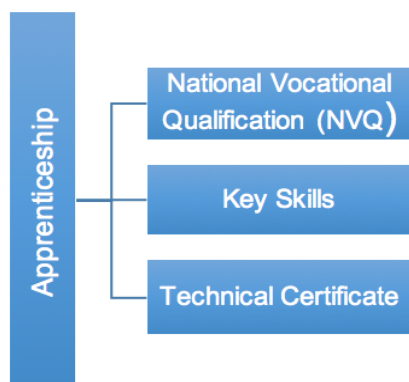 Apprenticeship
National Vocational
Qualification (NVQ)
Key Skills
Technical Certificate